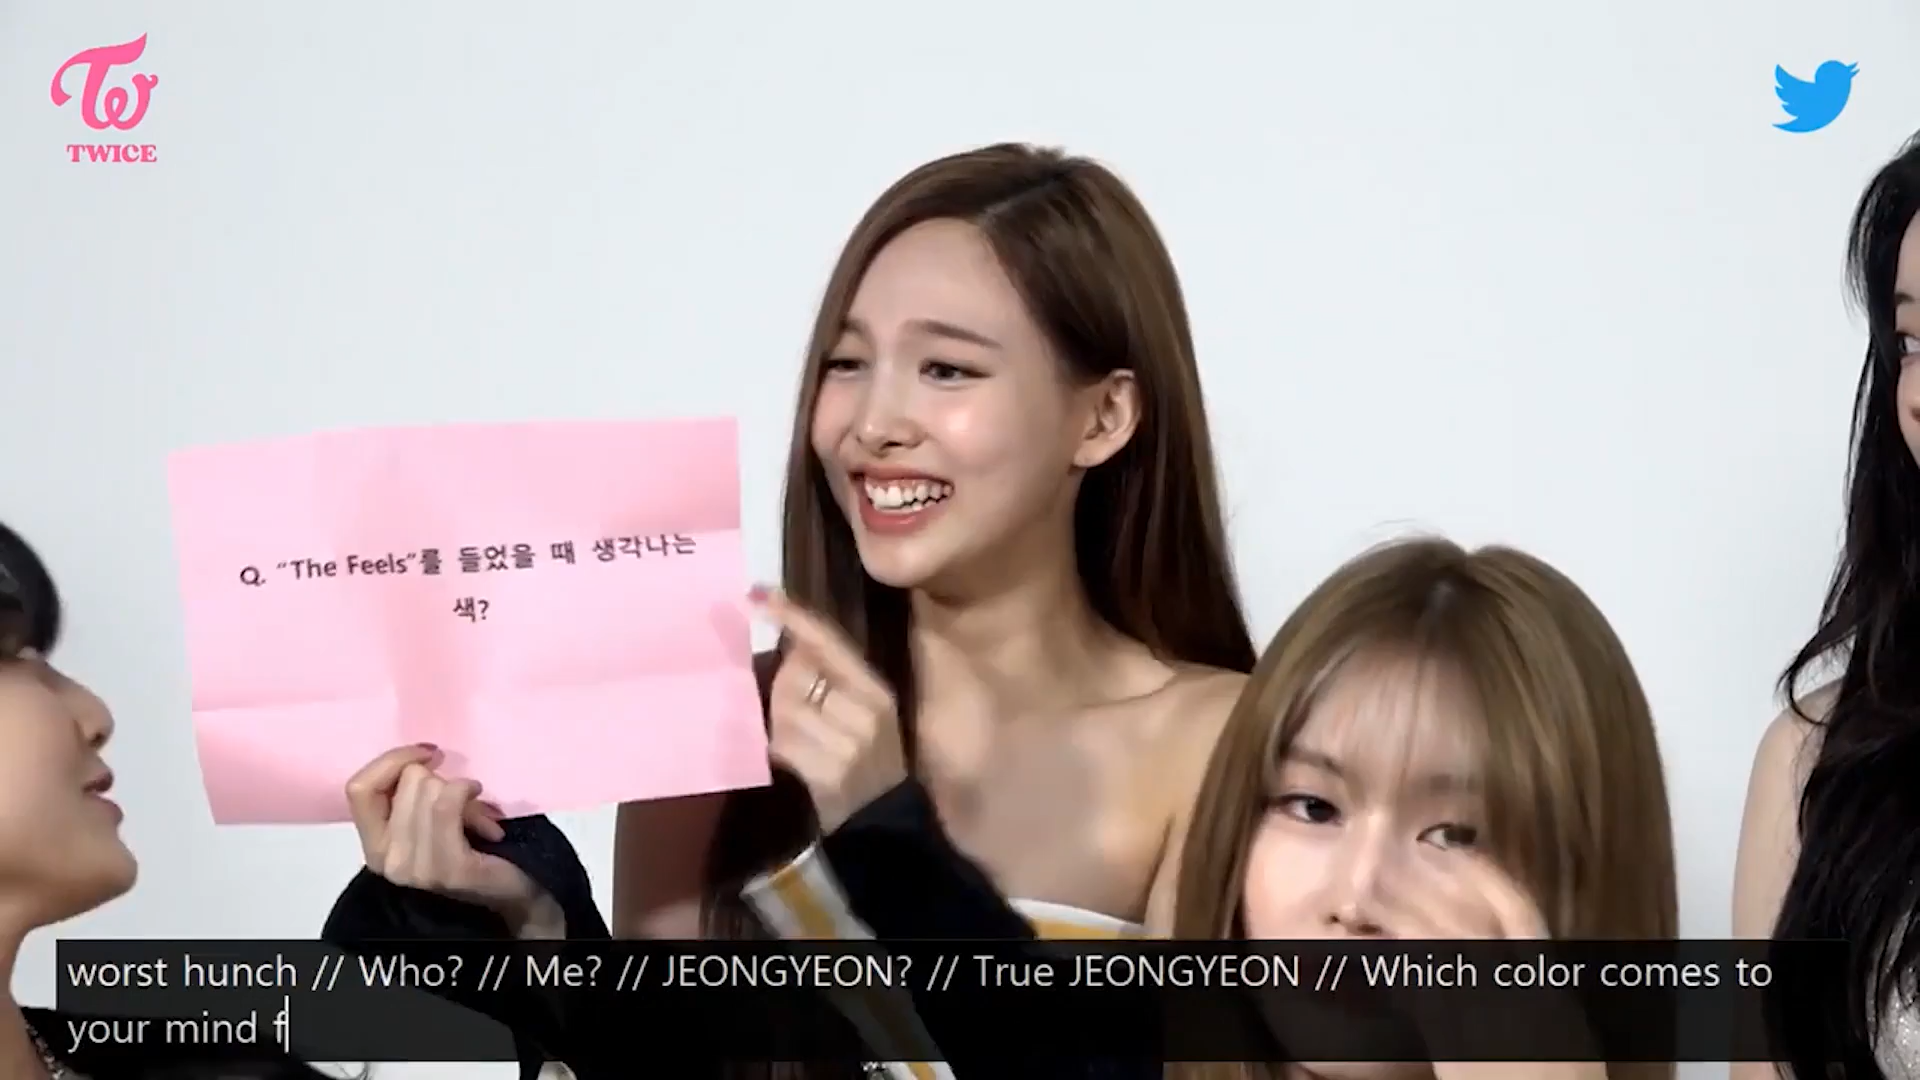 TWICE
Q. "The Feels"를 들었을 때 생각나는
색?
worst hunch // Who? // Me? // JEONGYEON? // True JEONGYEON // Which color comes to
your mind f